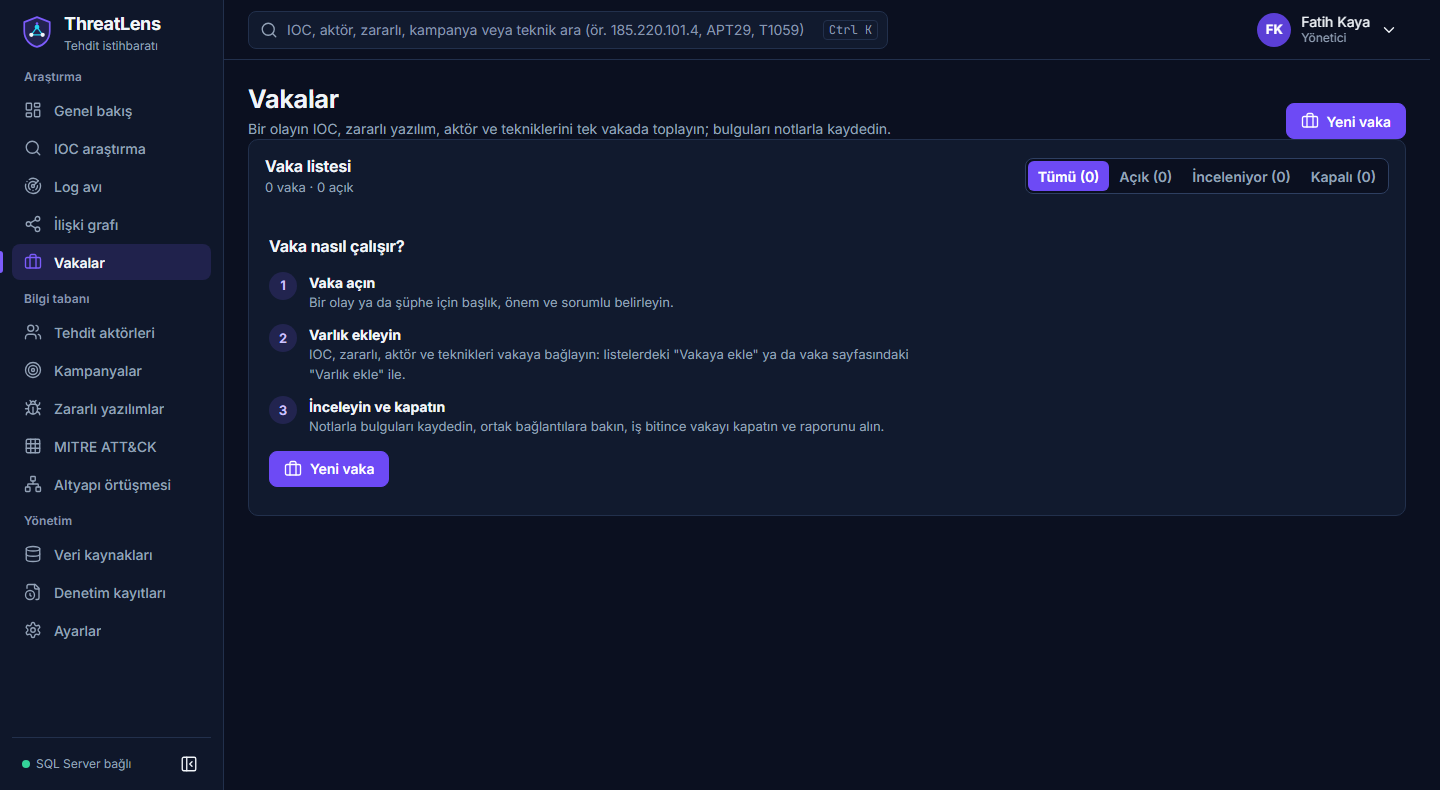 ThreatLens
Tehdit istihbaratı
Araştırma
Genel bakış
IOC araştırma
Log avı
İlişki grafı
Vakalar
Bilgi tabanı
Tehdit aktörleri
Kampanyalar
Zararlı yazılımlar
MITRE ATT&CK
Altyapı örtüşmesi
Yönetim
Veri kaynakları
Denetim kayıtları
Ayarlar
SQL Server bağlı
IOC, aktör, zararlı, kampanya veya teknik ara (ör. 185.220.101.4, APT29, T1059)
Ctrl K
FK
Fatih Kaya
Yönetici
Vakalar
Bir olayın IOC, zararlı yazılım, aktör ve tekniklerini tek vakada toplayın; bulguları notlarla kaydedin.
Yeni vaka
Vaka listesi
0 vaka · 0 açık
Tümü (0) Açık (0) İnceleniyor (0) Kapalı (0)
Vaka nasıl çalışır?
1 Vaka açın
Bir olay ya da şüphe için başlık, önem ve sorumlu belirleyin.
2 Varlık ekleyin
IOC, zararlı, aktör ve teknikleri vakaya bağlayın: listelerdeki "Vakaya ekle" ya da vaka sayfasındaki
"Varlık ekle" ile.
3 İnceleyin ve kapatın
Notlarla bulguları kaydedin, ortak bağlantılara bakın, iş bitince vakayı kapatın ve raporunu alın.
Yeni vaka